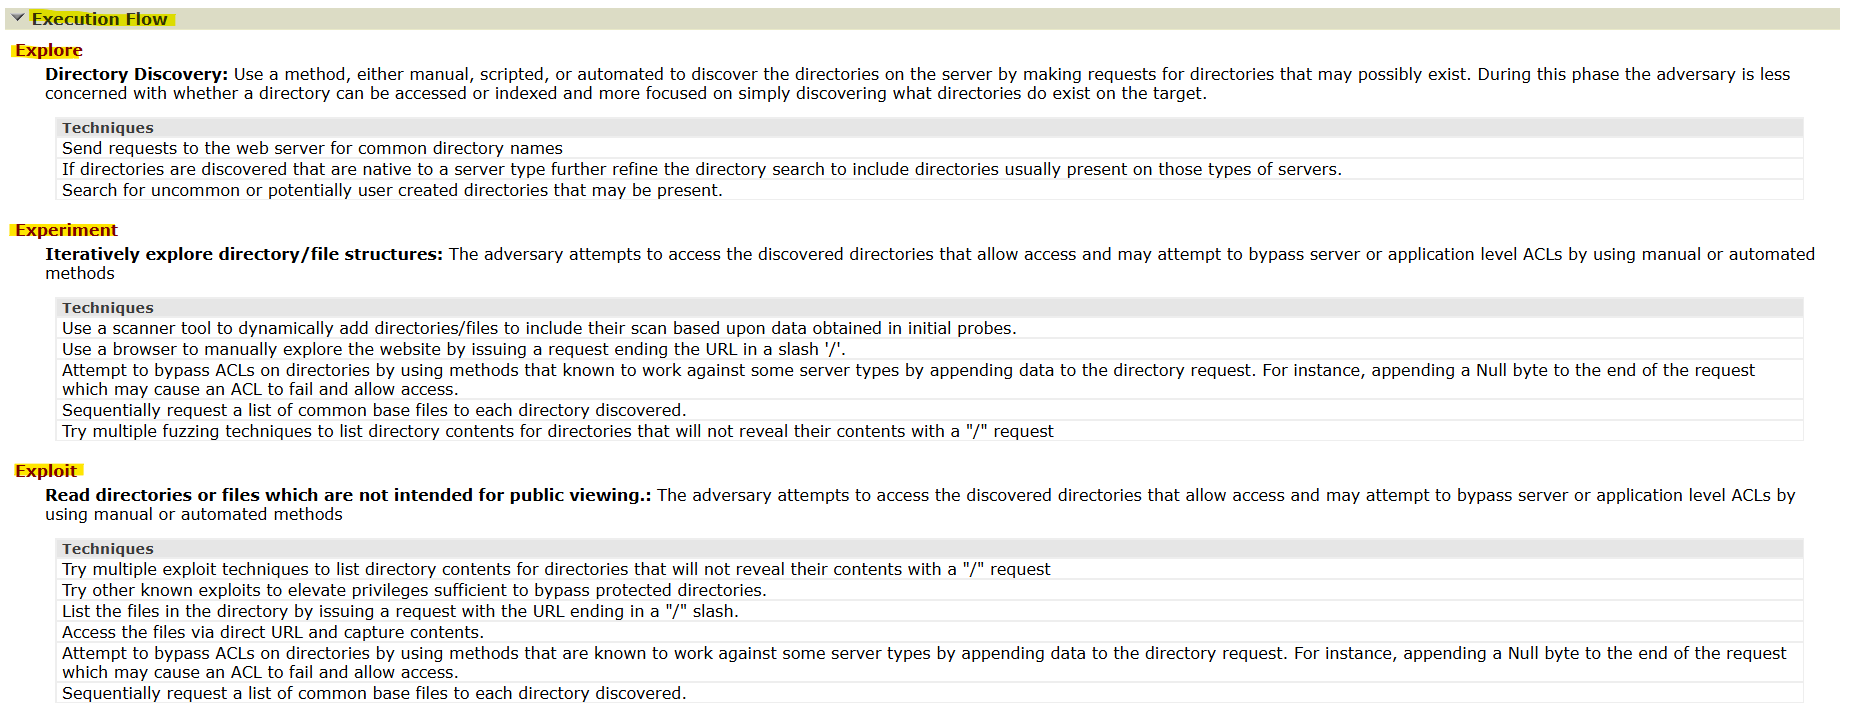 Execution Flow
Explore
Directory Discovery: Use a method, either manual, scripted, or automated to discover the directories on the server by making requests for directories that may possibly exist. During this phase the adversary is less
concerned with whether a directory can be accessed or indexed and more focused on simply discovering what directories do exist on the target.
Techniques
Send requests to the web server for common directory names
If directories are discovered that are native to a server type further refine the directory search to include directories usually present on those types of servers.
Search for uncommon or potentially user created directories that may be present.
Experiment
Iteratively explore directory/file structures: The adversary attempts to access the discovered directories that allow access and may attempt to bypass server or application level ACLs by using manual or automated
methods
Techniques
Use a scanner tool to dynamically add directories/files to include their scan based upon data obtained in initial probes.
Use a browser to manually explore the website by issuing a request ending the URL in a slash '/'.
Attempt to bypass ACLs on directories by using methods that known to work against some server types by appending data to the directory request. For instance, appending a Null byte to the end of the request
which may cause an ACL to fail and allow access.
Sequentially request a list of common base files to each directory discovered.
Try multiple fuzzing techniques to list directory contents for directories that will not reveal their contents with a "/" request
Exploit
Read directories or files which are not intended for public viewing.: The adversary attempts to access the discovered directories that allow access and may attempt to bypass server or application level ACLs by
using manual or automated methods
Techniques
Try multiple exploit techniques to list directory contents for directories that will not reveal their contents with a "/" request
Try other known exploits to elevate privileges sufficient to bypass protected directories.
List the files in the directory by issuing a request with the URL ending in a "/" slash.
Access the files via direct URL and capture contents.
Attempt to bypass ACLs on directories by using methods that are known to work against some server types by appending data to the directory request. For instance, appending a Null byte to the end of the request
which may cause an ACL to fail and allow access.
Sequentially request a list of common base files to each directory discovered.